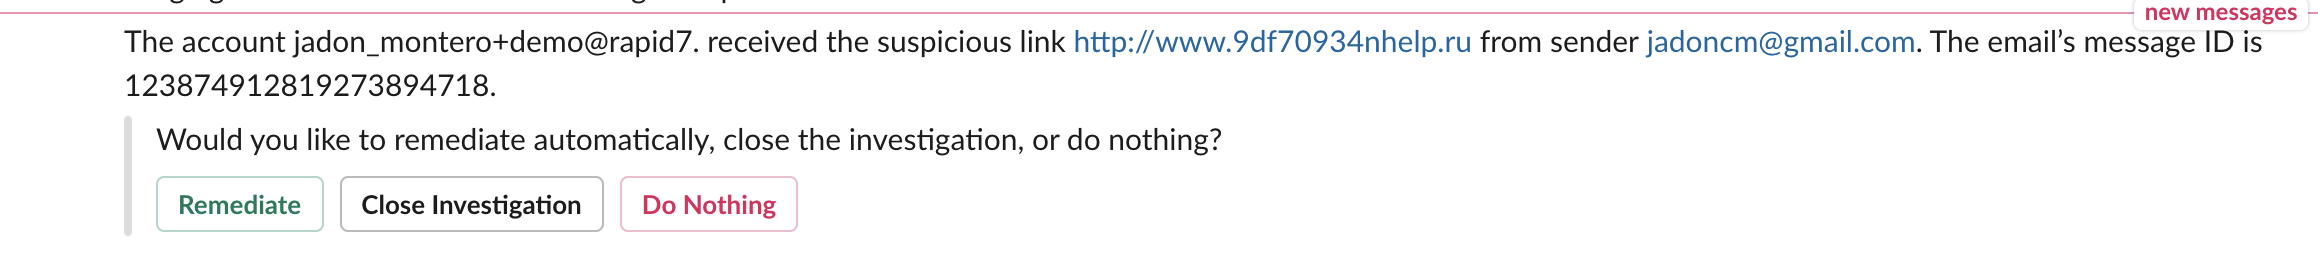 new messages
The account jadon_montero+demo@rapid7. received the suspicious link http://www.9df70934nhelp.ru from sender jadoncm@gmail.com. The email’s message ID is
123874912819273894718.
Would you like to remediate automatically, close the investigation, or do nothing?
Remediate Close Investigation Do Nothing